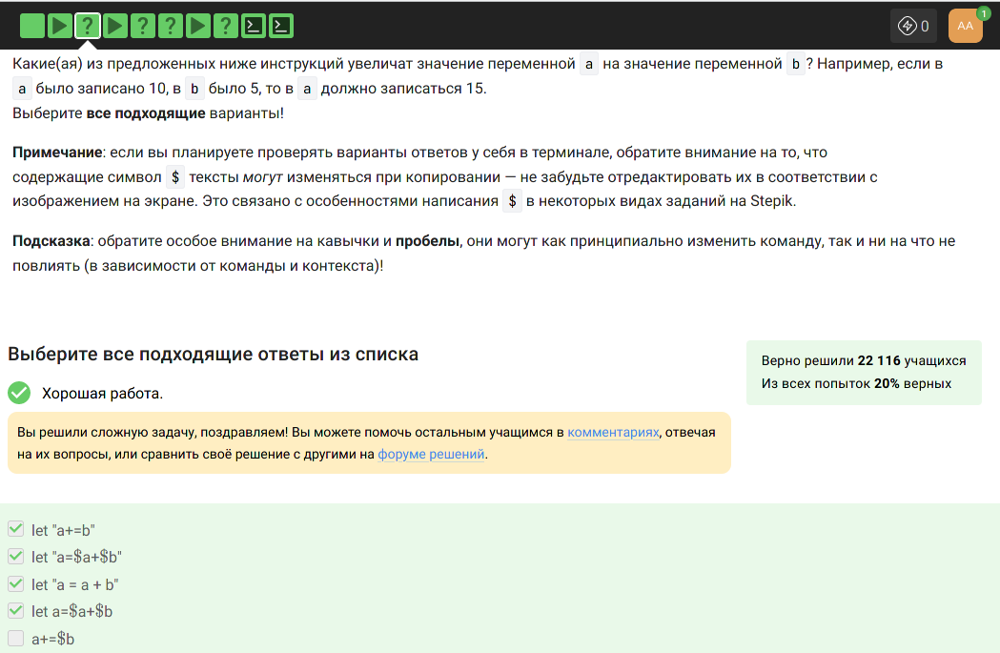 0
AA
1
Какие(ая) из предложенных ниже инструкций увеличат значение переменной a на значение переменной b? Например, если в
a было записано 10, в b было 5, то в a должно записаться 15.
Выберите все подходящие варианты!
Примечание: если вы планируете проверять варианты ответов у себя в терминале, обратите внимание на то, что
содержащие символ $ тексты могут изменяться при копировании — не забудьте отредактировать их в соответствии с
изображением на экране. Это связано с особенностями написания $ в некоторых видах заданий на Stepik.
Подсказка: обратите особое внимание на кавычки и пробелы, они могут как принципиально изменить команду, так и ни на что не
повлиять (в зависимости от команды и контекста)!
Выберите все подходящие ответы из списка
Верно решили 22 116 учащихся
Из всех попыток 20% верных
Хорошая работа.
Вы решили сложную задачу, поздравляем! Вы можете помочь остальным учащимся в комментариях, отвечая
на их вопросы, или сравнить своё решение с другими на форуме решений.
let "a+=b"
let "a=$a+$b"
let "a = a + b"
let a=$a+$b
a+=$b